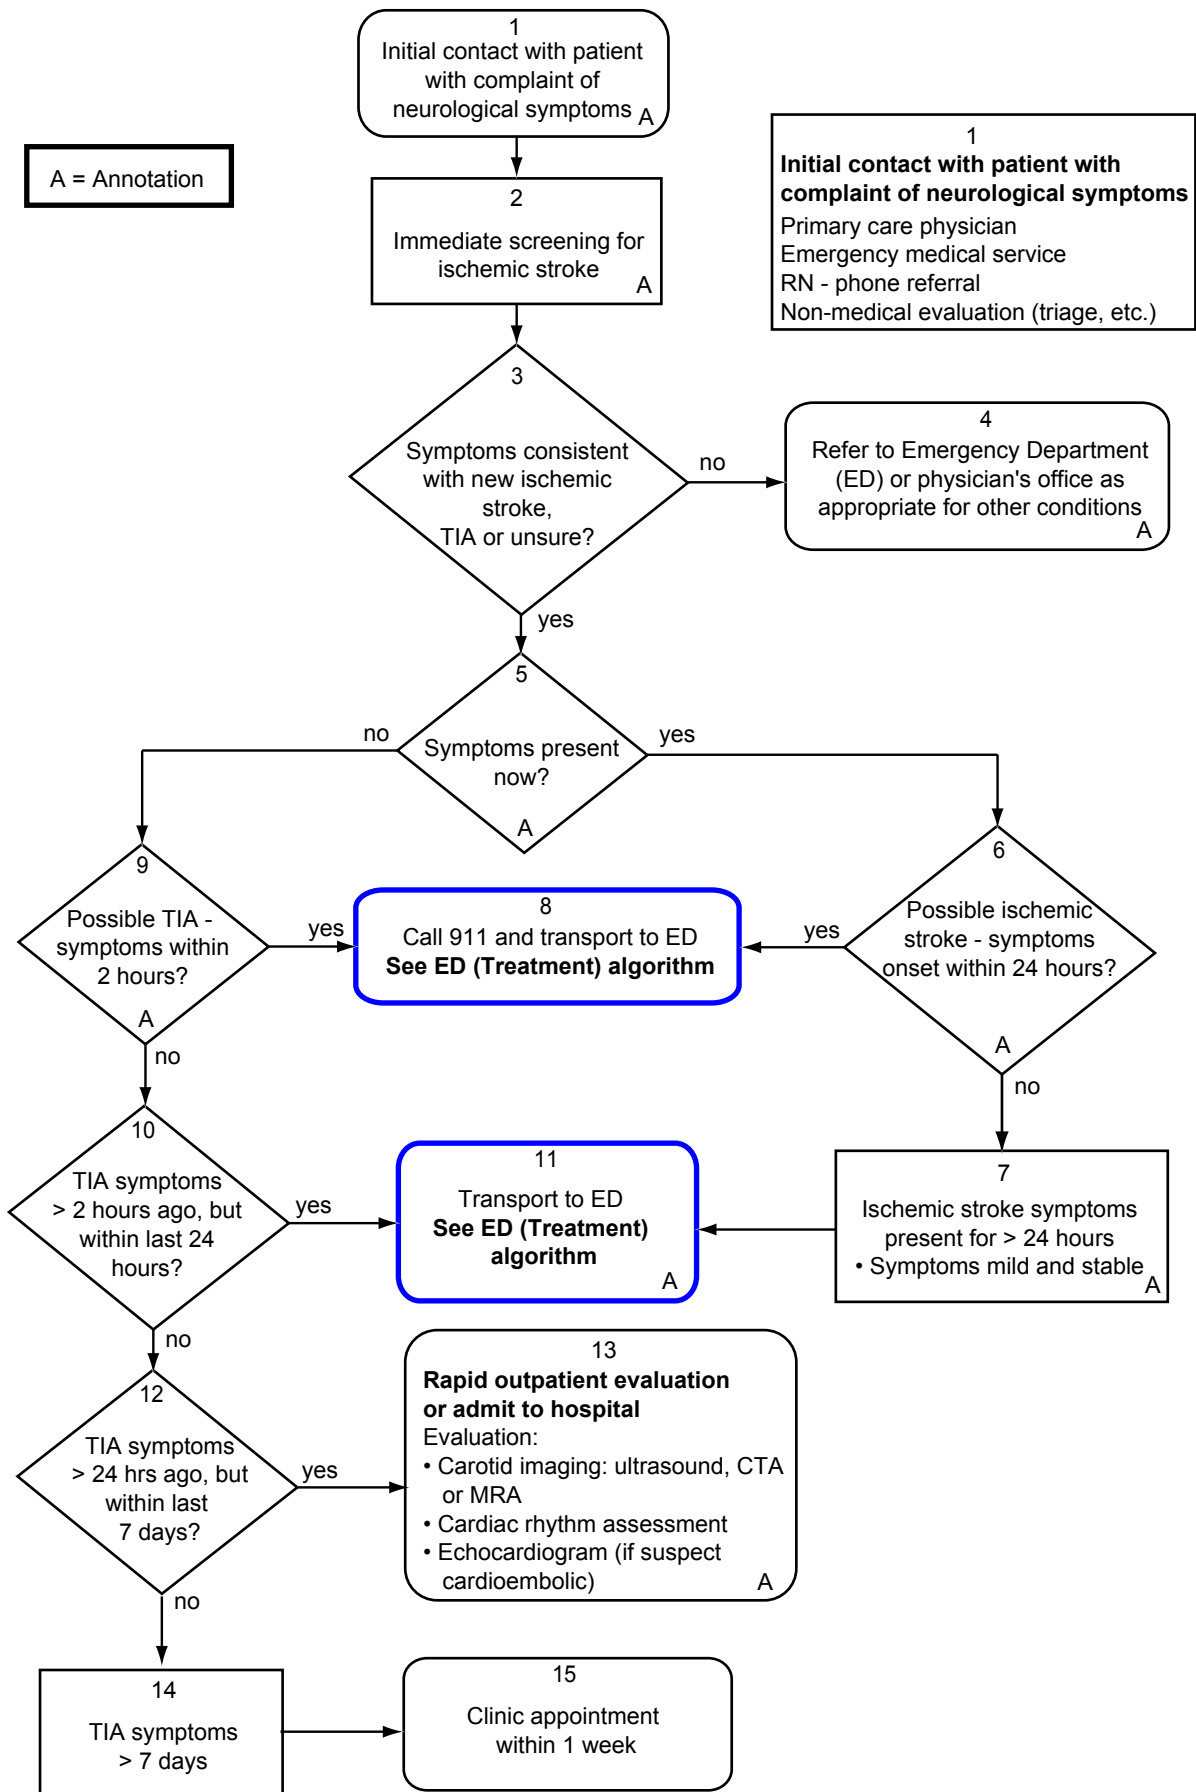 1
Initial contact with patient
with complaint of
neurological symptoms
A
A = Annotation
1
Initial contact with patient with
complaint of neurological symptoms
Primary care physician
Emergency medical service
RN - phone referral
Non-medical evaluation (triage, etc.)
2
Immediate screening for
ischemic stroke
A
3
Symptoms consistent
with new ischemic
stroke,
TIA or unsure?
no
4
Refer to Emergency Department
(ED) or physician's office as
appropriate for other conditions
A
yes
5
Symptoms present
now?
A
no
yes
9
Possible TIA -
symptoms within
2 hours?
A
yes
8
Call 911 and transport to ED
See ED (Treatment) algorithm
6
Possible ischemic
stroke - symptoms
onset within 24 hours?
A
yes
no
no
10
TIA symptoms
> 2 hours ago, but
within last 24
hours?
yes
11
Transport to ED
See ED (Treatment)
algorithm
A
7
Ischemic stroke symptoms
present for > 24 hours
• Symptoms mild and stable
A
no
12
TIA symptoms
> 24 hrs ago, but
within last
7 days?
yes
13
Rapid outpatient evaluation
or admit to hospital
Evaluation:
• Carotid imaging: ultrasound, CTA
or MRA
• Cardiac rhythm assessment
• Echocardiogram (if suspect
cardioembolic)
A
no
14
TIA symptoms
> 7 days
15
Clinic appointment
within 1 week